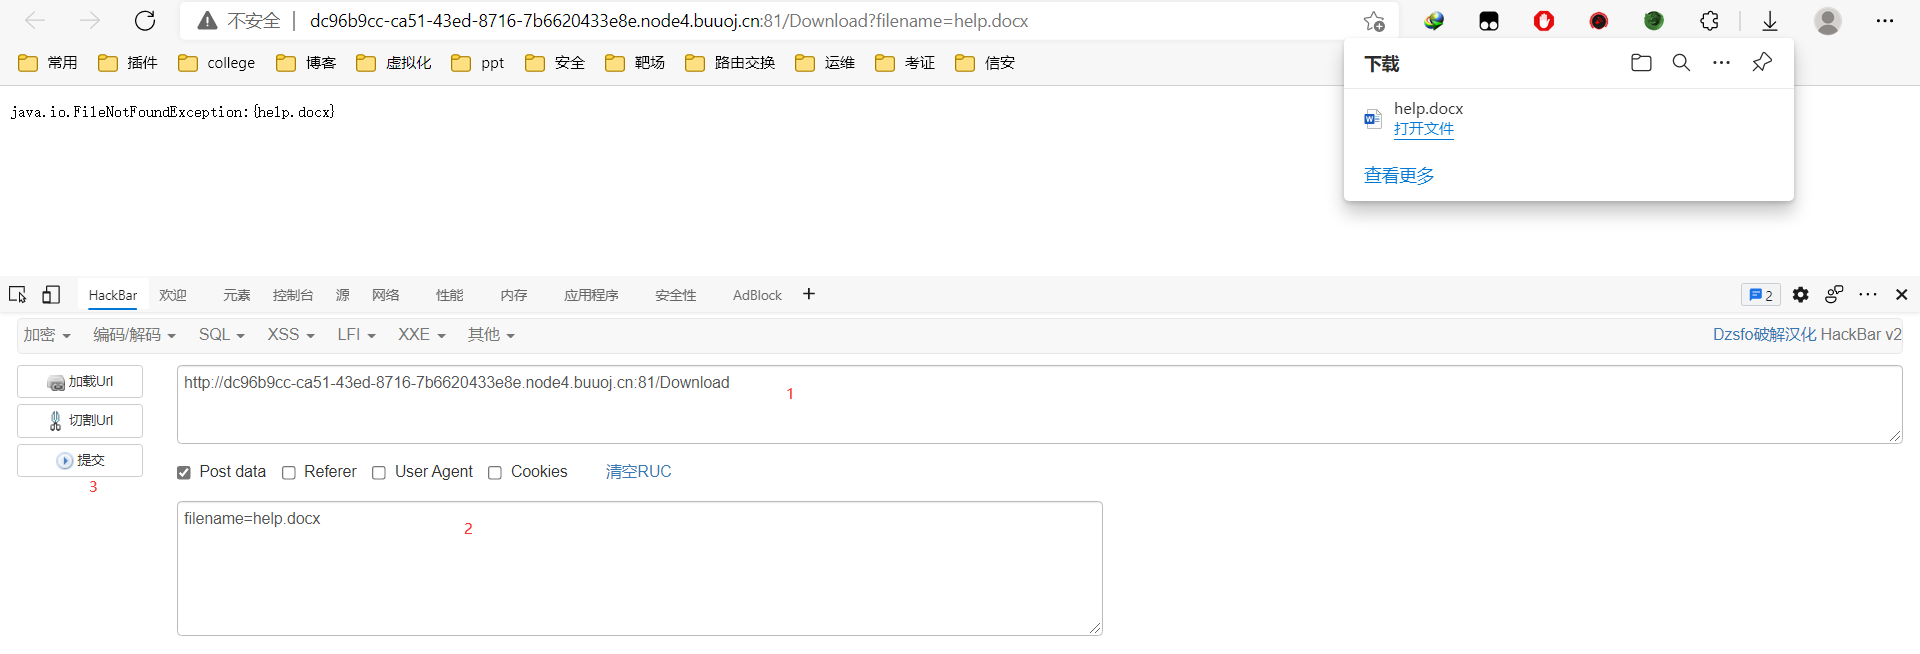 不安全 dc96b9cc-ca51-43ed-8716-7b6620433e8e.node4.buuoj.cn:81/Download?filename=help.docx
常用 插件 college 博客 虚拟化 ppt 安全 靶场 路由交换 运维 考证 信安
下载
java.io.FileNotFoundException:{help.docx}
help.docx
打开文件
查看更多
HackBar 欢迎 元素 控制台 源 网络 性能 内存 应用程序 安全性 AdBlock + 2
加密 编码/解码 SQL XSS LFI XXE 其他 Dzsfo破解汉化 HackBar v2
加载Url http://dc96b9cc-ca51-43ed-8716-7b6620433e8e.node4.buuoj.cn:81/Download 1
切割Url
提交 Post data Referer User Agent Cookies 清空RUC
3
filename=help.docx 2